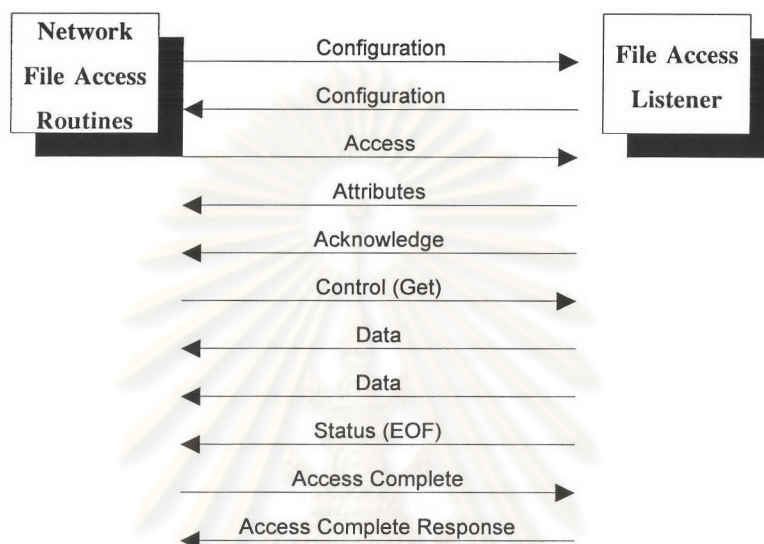 Network
File Access
Routines
File Access
Listener
Configuration
Configuration
Access
Attributes
Acknowledge
Control (Get)
Data
Data
Status (EOF)
Access Complete
Access Complete Response